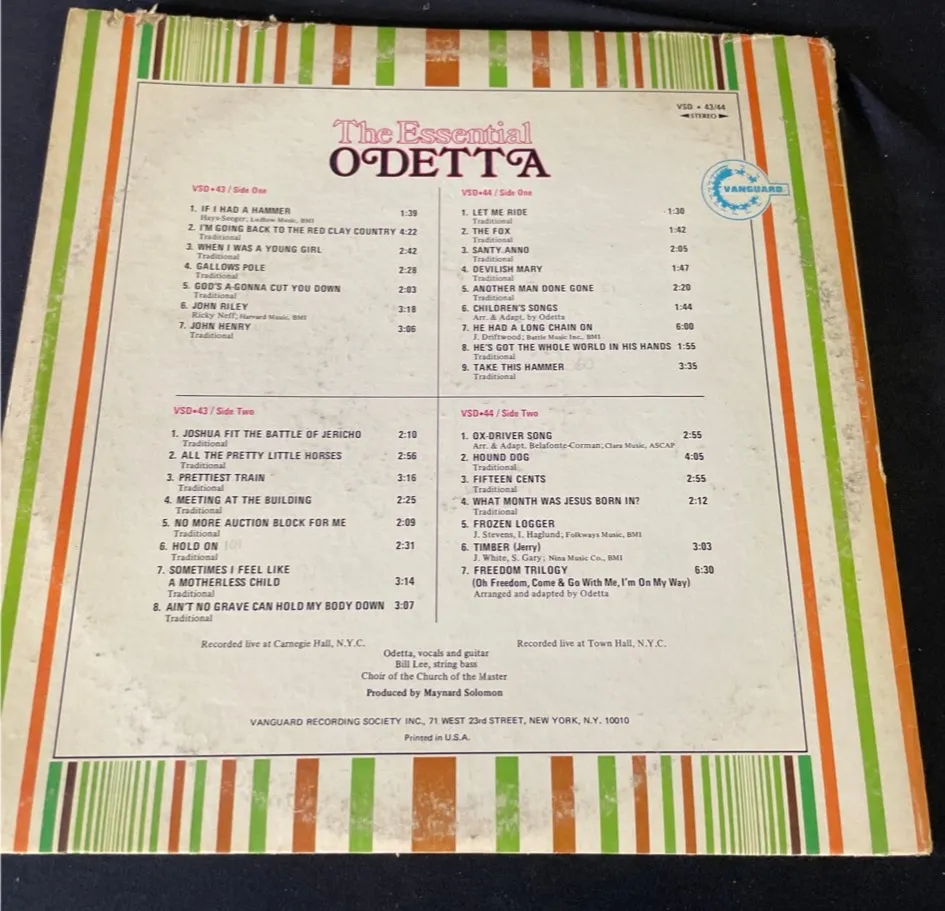 VSD • 43/44
◄STEREO►
The Essential
ODETTA
VANGUARD
VSD•43 / Side One
1. IF I HAD A HAMMER 1:39
Hays-Seeger; Ludlow Music, BMI
2. I'M GOING BACK TO THE RED CLAY COUNTRY 4:22
Traditional
3. WHEN I WAS A YOUNG GIRL 2:42
Traditional
4. GALLOWS POLE 2:28
Traditional
5. GOD'S A-GONNA CUT YOU DOWN 2:03
Traditional
6. JOHN RILEY 3:18
Ricky Neff; Harvard Music, BMI
7. JOHN HENRY 3:06
Traditional
VSD•44 / Side One
1. LET ME RIDE 1:30
Traditional
2. THE FOX 1:42
Traditional
3. SANTY ANNO 2:05
Traditional
4. DEVILISH MARY 1:47
Traditional
5. ANOTHER MAN DONE GONE 2:20
Traditional
6. CHILDREN'S SONGS 1:44
Arr. & Adapt. by Odetta
7. HE HAD A LONG CHAIN ON 6:00
J. Driftwood; Battle Music Inc., BMI
8. HE'S GOT THE WHOLE WORLD IN HIS HANDS 1:55
Traditional
9. TAKE THIS HAMMER 3:35
Traditional
VSD•43 / Side Two
1. JOSHUA FIT THE BATTLE OF JERICHO 2:10
Traditional
2. ALL THE PRETTY LITTLE HORSES 2:56
Traditional
3. PRETTIEST TRAIN 3:16
Traditional
4. MEETING AT THE BUILDING 2:25
Traditional
5. NO MORE AUCTION BLOCK FOR ME 2:09
Traditional
6. HOLD ON 2:31
Traditional
7. SOMETIMES I FEEL LIKE
A MOTHERLESS CHILD 3:14
Traditional
8. AIN'T NO GRAVE CAN HOLD MY BODY DOWN 3:07
Traditional
VSD•44 / Side Two
1. OX-DRIVER SONG 2:55
Arr. & Adapt. Belafonte-Corman; Clara Music, ASCAP
2. HOUND DOG 4:05
Traditional
3. FIFTEEN CENTS 2:55
Traditional
4. WHAT MONTH WAS JESUS BORN IN? 2:12
Traditional
5. FROZEN LOGGER
J. Stevens, I. Haglund; Folkways Music, BMI
6. TIMBER (Jerry) 3:03
J. White, S. Gary; Nina Music Co., BMI
7. FREEDOM TRILOGY 6:30
(Oh Freedom, Come & Go With Me, I'm On My Way)
Arranged and adapted by Odetta
Recorded live at Carnegie Hall, N.Y.C.
Recorded live at Town Hall, N.Y.C.
Odetta, vocals and guitar
Bill Lee, string bass
Choir of the Church of the Master
Produced by Maynard Solomon
VANGUARD RECORDING SOCIETY INC., 71 WEST 23rd STREET, NEW YORK, N.Y. 10010
Printed in U.S.A.